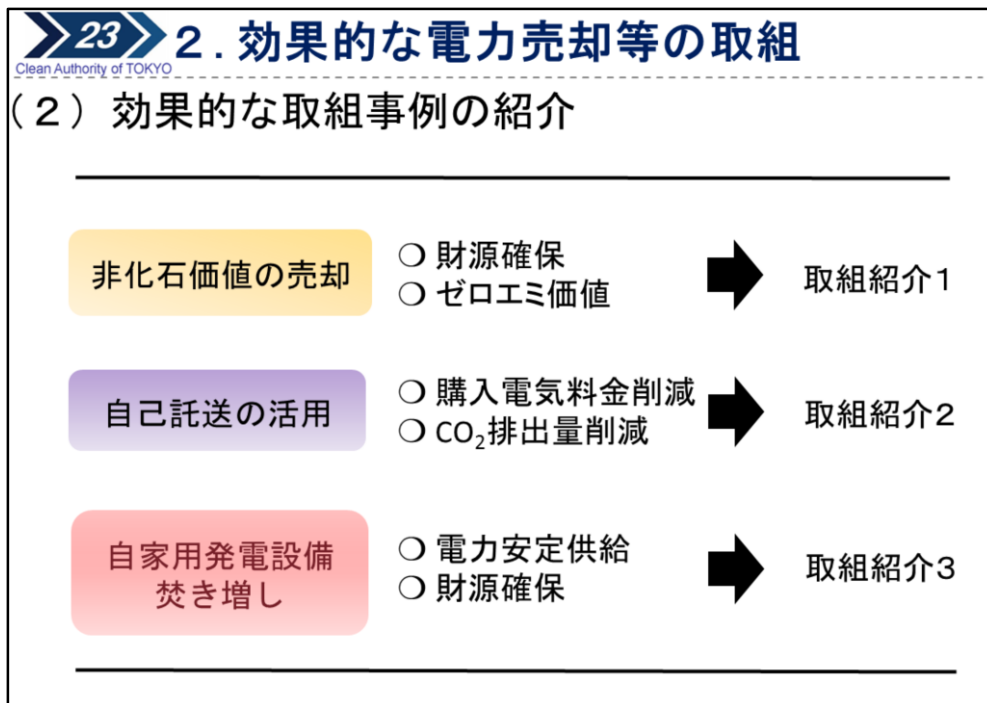 23
Clean Authority of TOKYO
２.効果的な電力売却等の取組
（２）効果的な取組事例の紹介
非化石価値の売却
○ 財源確保
○ ゼロエミ価値
取組紹介１
自己託送の活用
○ 購入電気料金削減
○ CO₂排出量削減
取組紹介２
自家用発電設備
焚き増し
○ 電力安定供給
○ 財源確保
取組紹介３